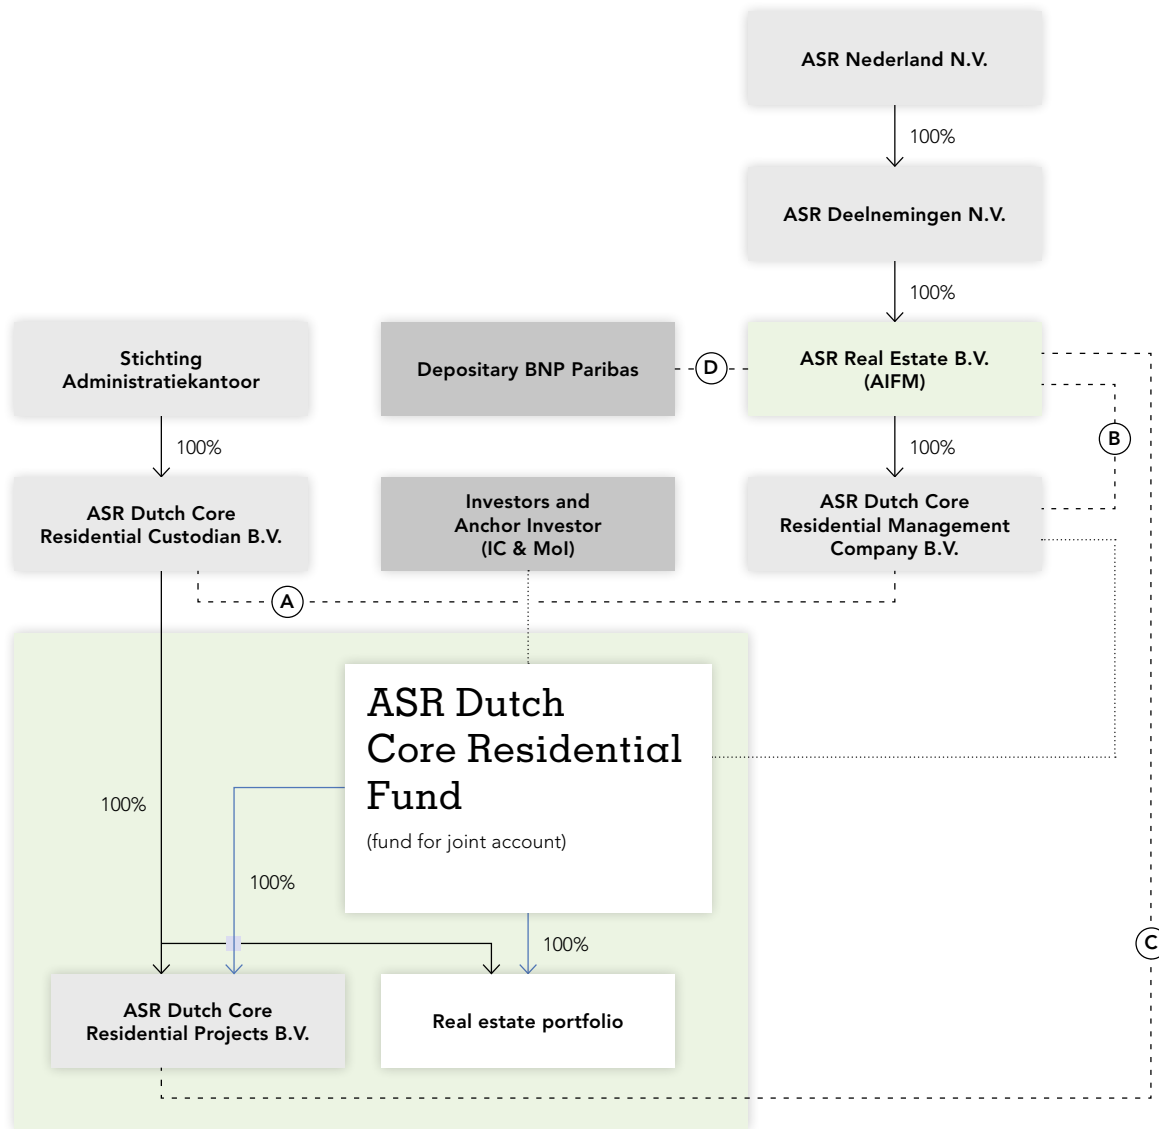 ASR Nederland N.V.
100%
ASR Deelnemingen N.V.
100%
Stichting
Administratiekantoor
Depositary BNP Paribas
D
ASR Real Estate B.V.
(AIFM)
100%
100%
B
ASR Dutch Core
Residential Custodian B.V.
Investors and
Anchor Investor
(IC & MoI)
ASR Dutch Core
Residential Management
Company B.V.
A
ASR Dutch
Core Residential
Fund
(fund for joint account)
100%
100%
100%
C
ASR Dutch Core
Residential Projects B.V.
Real estate portfolio